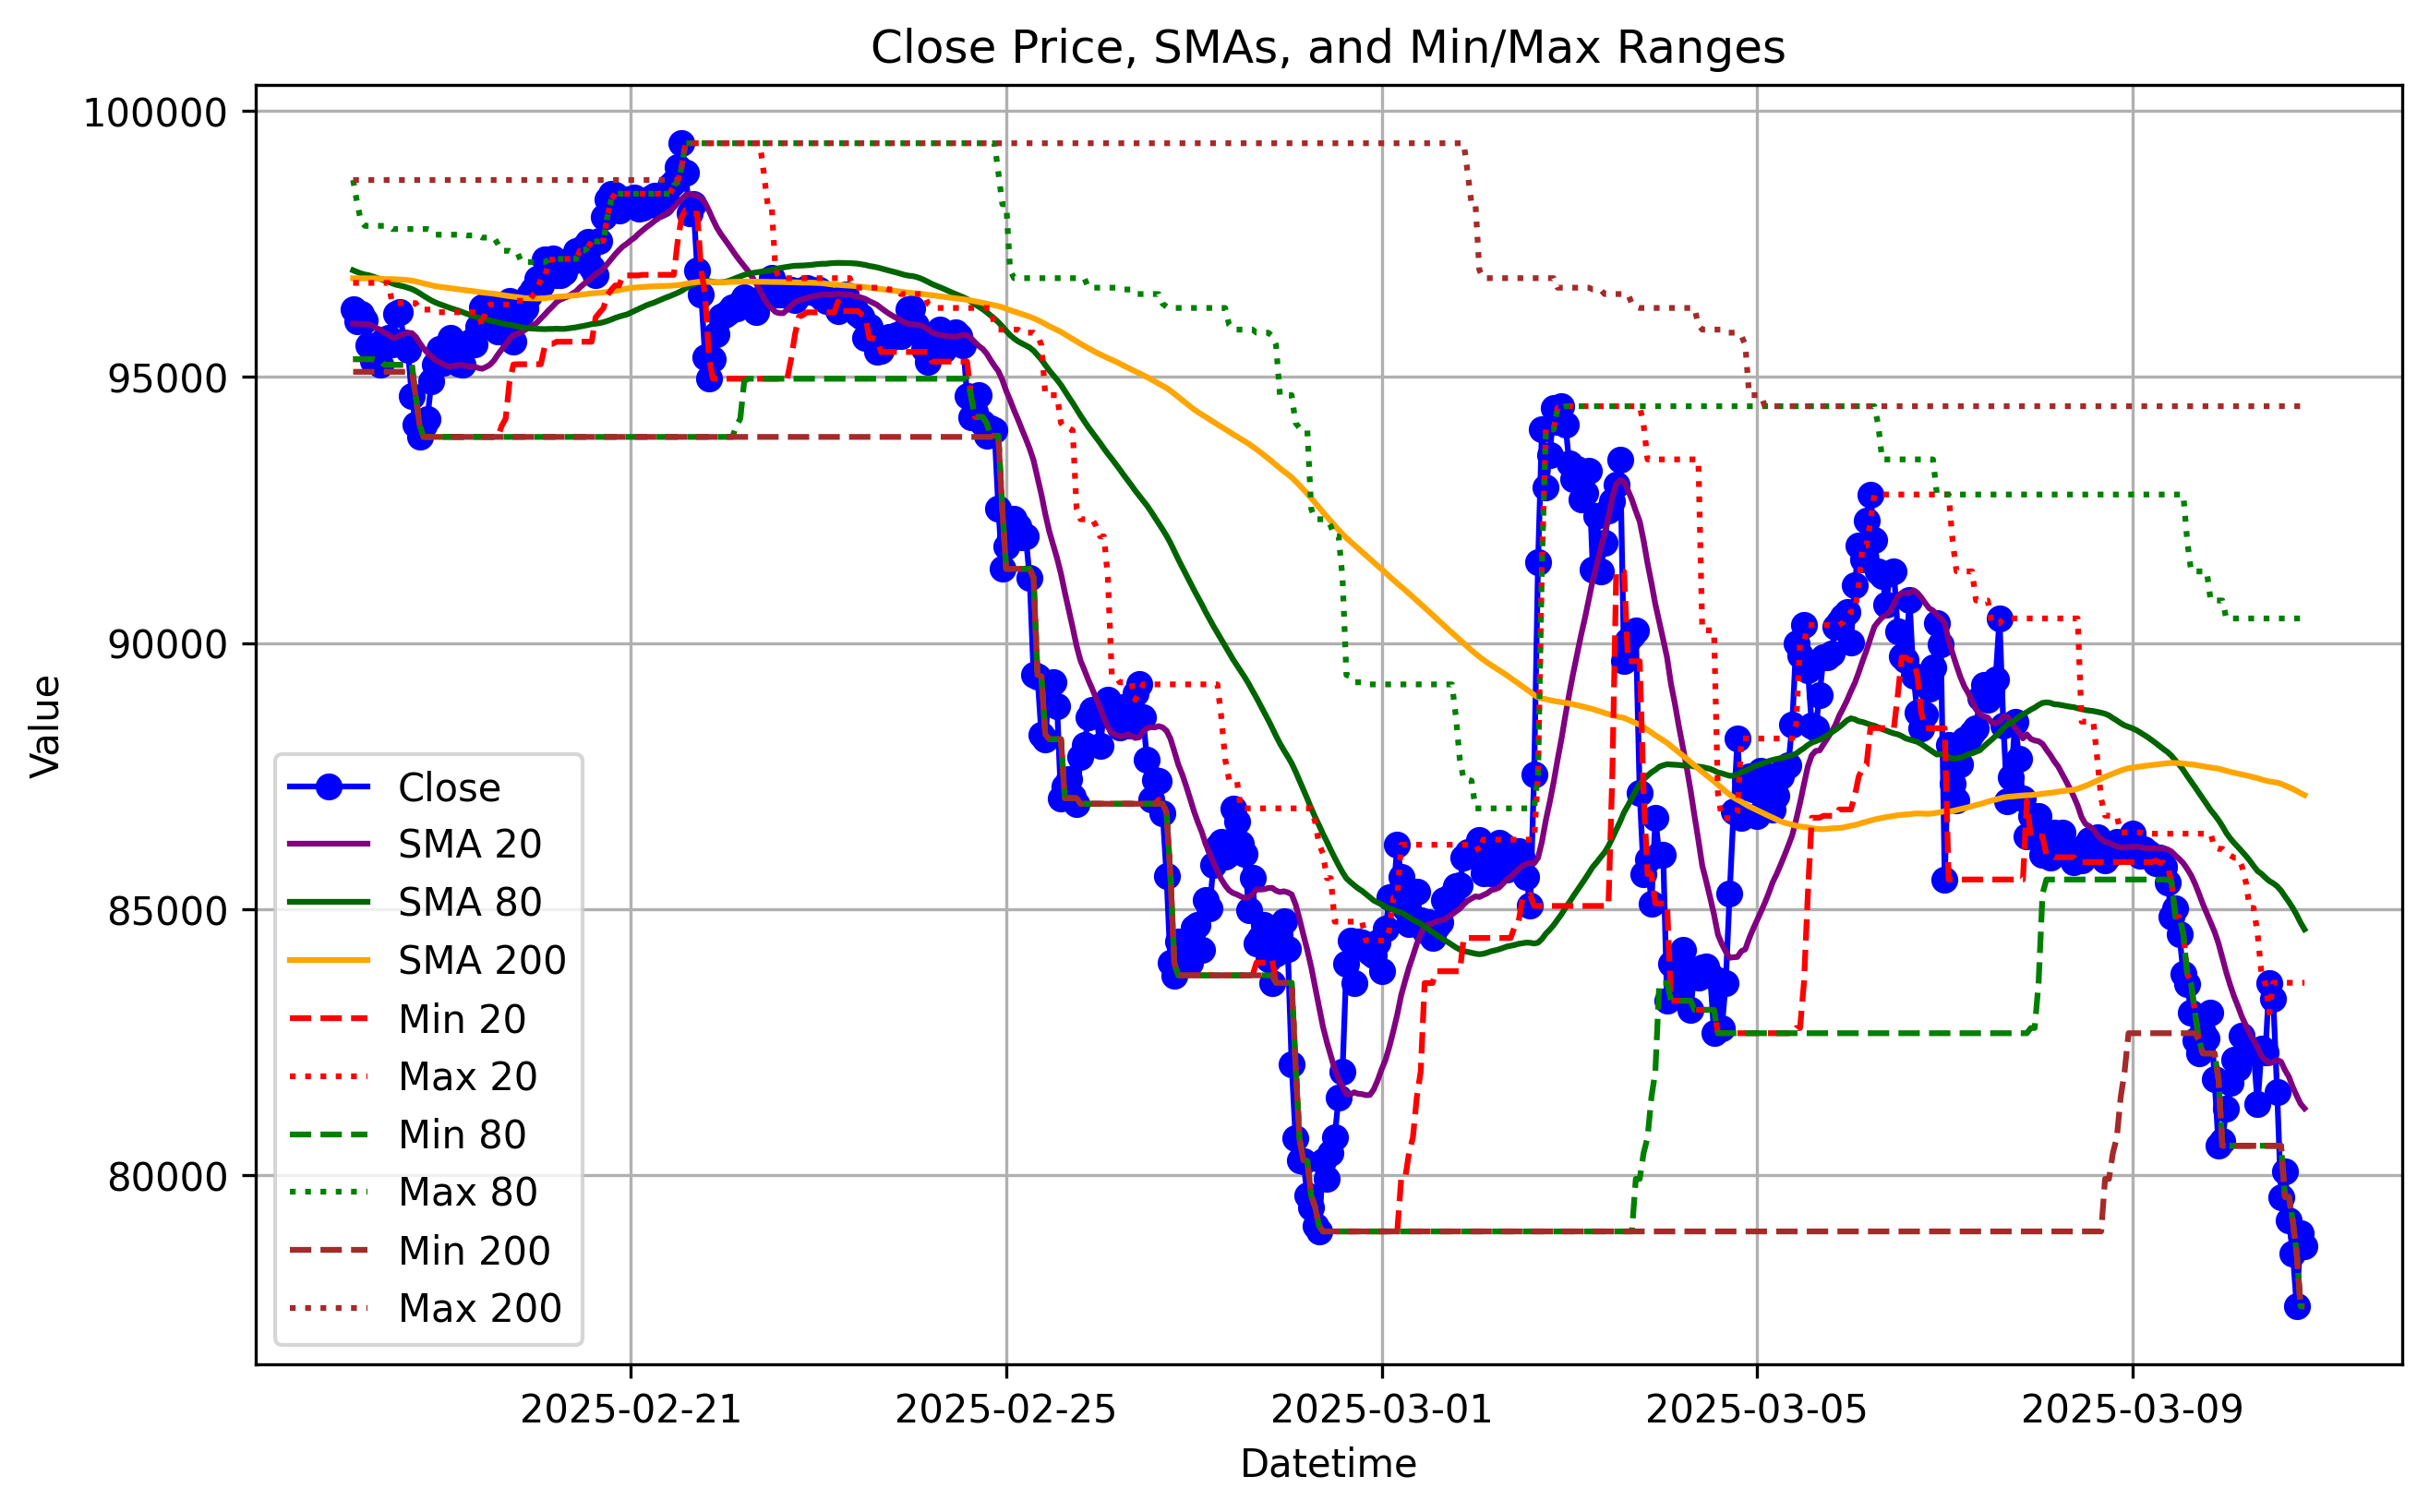 Close Price, SMAs, and Min/Max Ranges
100000
95000
90000
85000
80000
Value
Close
SMA 20
SMA 80
SMA 200
Min 20
Max 20
Min 80
Max 80
Min 200
Max 200
2025-02-21
2025-02-25
2025-03-01
2025-03-05
2025-03-09
Datetime